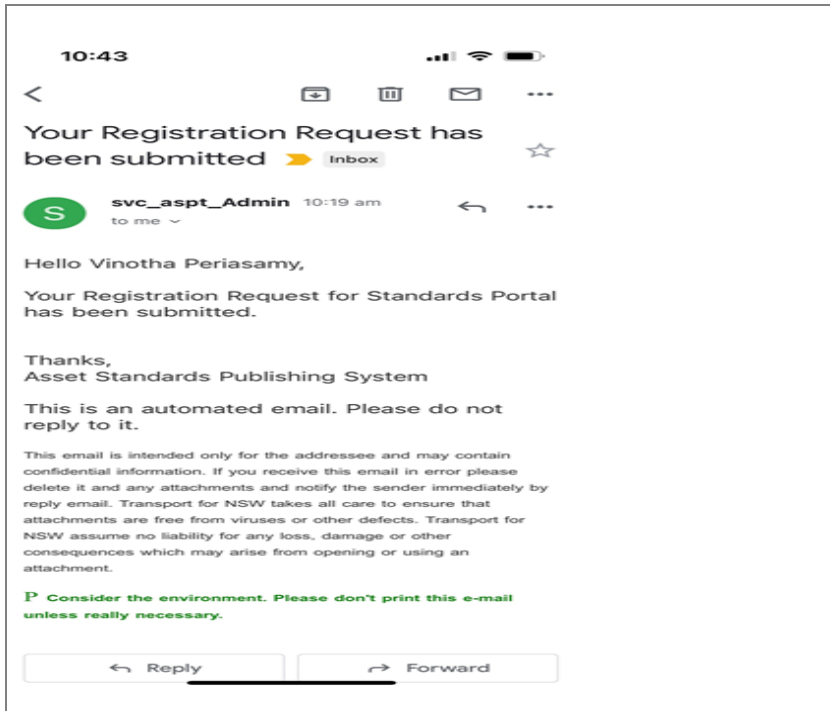 10:43
Your Registration Request has
been submitted Inbox
S
svc_aspt_Admin 10:19 am
to me
Hello Vinotha Periasamy,
Your Registration Request for Standards Portal
has been submitted.
Thanks,
Asset Standards Publishing System
This is an automated email. Please do not
reply to it.
This email is intended only for the addressee and may contain
confidential information. If you receive this email in error please
delete it and any attachments and notify the sender immediately by
reply email. Transport for NSW takes all care to ensure that
attachments are free from viruses or other defects. Transport for
NSW assume no liability for any loss, damage or other
consequences which may arise from opening or using an
attachment.
P Consider the environment. Please don't print this e-mail
unless really necessary.
Reply Forward